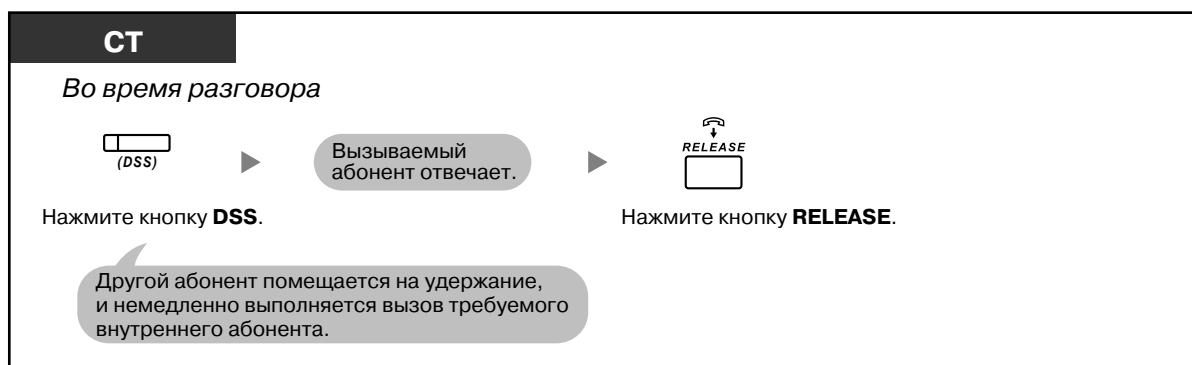 СТ
Во время разговора
(DSS)
Вызываемый
абонент отвечает.
RELEASE
Нажмите кнопку DSS.
Нажмите кнопку RELEASE.
Другой абонент помещается на удержание,
и немедленно выполняется вызов требуемого
внутреннего абонента.